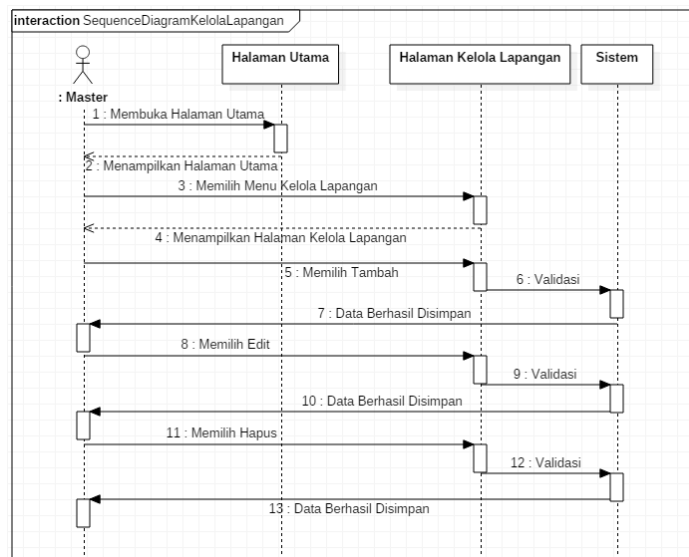 interaction SequenceDiagramKelolaLapangan
Halaman Utama
Halaman Kelola Lapangan
Sistem
: Master
1 : Membuka Halaman Utama
2 : Menampilkan Halaman Utama
3 : Memilih Menu Kelola Lapangan
4 : Menampilkan Halaman Kelola Lapangan
5 : Memilih Tambah
6 : Validasi
7 : Data Berhasil Disimpan
8 : Memilih Edit
9 : Validasi
10 : Data Berhasil Disimpan
11 : Memilih Hapus
12 : Validasi
13 : Data Berhasil Disimpan